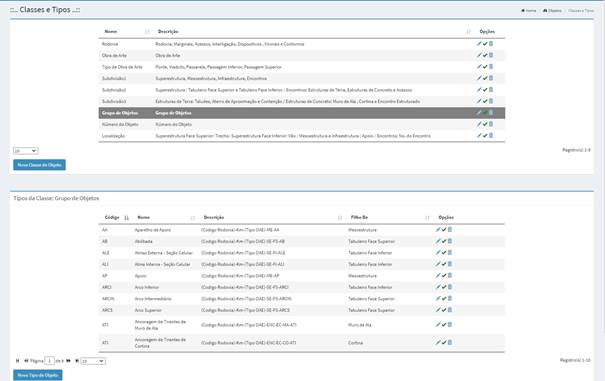 ::.. Classes e Tipos ..::
Home Objetos Classes e Tipos
Nome Descrição Opções
Rodovia Rodovia, Marginais, Acessos, Interligação, Dispositivos, Vicinais e Contornos
Obra de Arte Obra de Arte
Tipo de Obra de Arte Ponte, Viaduto, Passarela, Passagem Inferior, Passagem Superior
Subdivisão1 Superestrutura, Mesoestrutura, Infraestrutura, Encontros
Subdivisão2 Superestrutura : Tabuleiro Face Superior e Tabuleiro Face Inferior / Encontros: Estruturas de Terra, Estruturas de Concreto e Acessos
Subdivisão3 Estruturas de Terra: Taludes, Aterro de Aproximação e Contenção / Estruturas de Concreto: Muro de Ala , Cortina e Encontro Estruturado
Grupo de Objetos Grupo de Objetos
Número do Objeto Número do Objeto
Localização Superestrutura Face Superior: Trecho / Superestrutura Face Inferior: Vão / Mesoestrutura e Infraestrutura : Apoio / Encontros: No. do Encontro
Registro(s) 1-9
Nova Classe de Objeto
Tipos da Classe: Grupo de Objetos
Código Nome Descrição Filho De Opções
AA Aparelho de Apoio (Codigo Rodovia)-Km-(Tipo OAE)-ME-AA Mesoestrutura
AB Abóbada (Codigo Rodovia)-Km-(Tipo OAE)-SE-FS-AB Tabuleiro Face Superior
ALE Almas Externa - Seção Celular (Codigo Rodovia)-Km-(Tipo OAE)-SE-FI-ALE Tabuleiro Face Inferior
ALI Alma Interna - Seção Celular (Codigo Rodovia)-Km-(Tipo OAE)-SE-FI-ALI Tabuleiro Face Inferior
AP Apoio (Codigo Rodovia)-Km-(Tipo OAE)-ME-AP Mesoestrutura
ARCI Arco Inferior (Codigo Rodovia)-Km-(Tipo OAE)-SE-FS-ARCI Tabuleiro Face Superior
ARCIN Arco Intermediário (Codigo Rodovia)-Km-(Tipo OAE)-SE-FS-ARCIN Tabuleiro Face Superior
ARCS Arco Superior (Codigo Rodovia)-Km-(Tipo OAE)-SE-FS-ARCS Tabuleiro Face Superior
ATI Ancoragem de Tirantes de Muro de Ala (Codigo Rodovia)-Km-(Tipo OAE)-ENC-EC-MA-ATI Muro de Ala
ATI Ancoragem de Tirantes de Cortina (Codigo Rodovia)-Km-(Tipo OAE)-ENC-EC-CO-ATI Cortina
Página 1 de 9 10 Registro(s) 1-10
Novo Tipo de Objeto